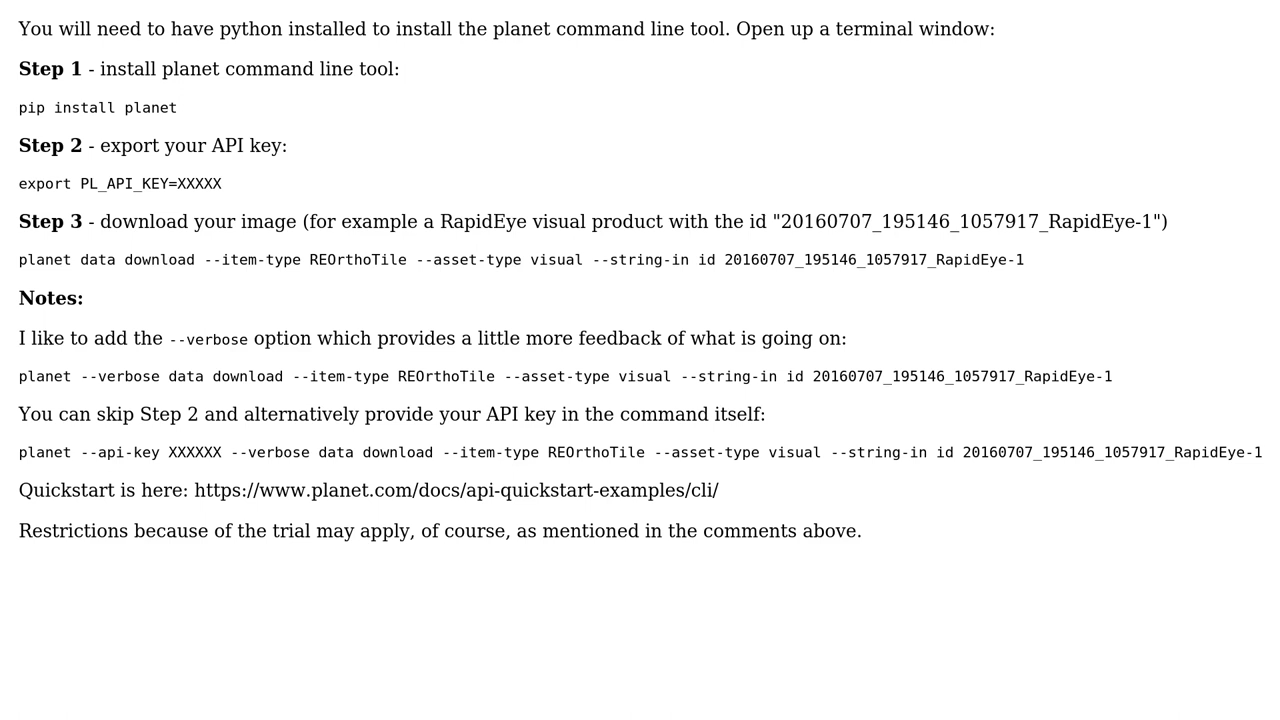 You will need to have python installed to install the planet command line tool. Open up a terminal window:
Step 1 - install planet command line tool:
pip install planet
Step 2 - export your API key:
export PL_API_KEY=XXXXX
Step 3 - download your image (for example a RapidEye visual product with the id "20160707_195146_1057917_RapidEye-1")
planet data download --item-type REOrthoTile --asset-type visual --string-in id 20160707_195146_1057917_RapidEye-1
Notes:
I like to add the --verbose option which provides a little more feedback of what is going on:
planet --verbose data download --item-type REOrthoTile --asset-type visual --string-in id 20160707_195146_1057917_RapidEye-1
You can skip Step 2 and alternatively provide your API key in the command itself:
planet --api-key XXXXXX --verbose data download --item-type REOrthoTile --asset-type visual --string-in id 20160707_195146_1057917_RapidEye-1
Quickstart is here: https://www.planet.com/docs/api-quickstart-examples/cli/
Restrictions because of the trial may apply, of course, as mentioned in the comments above.